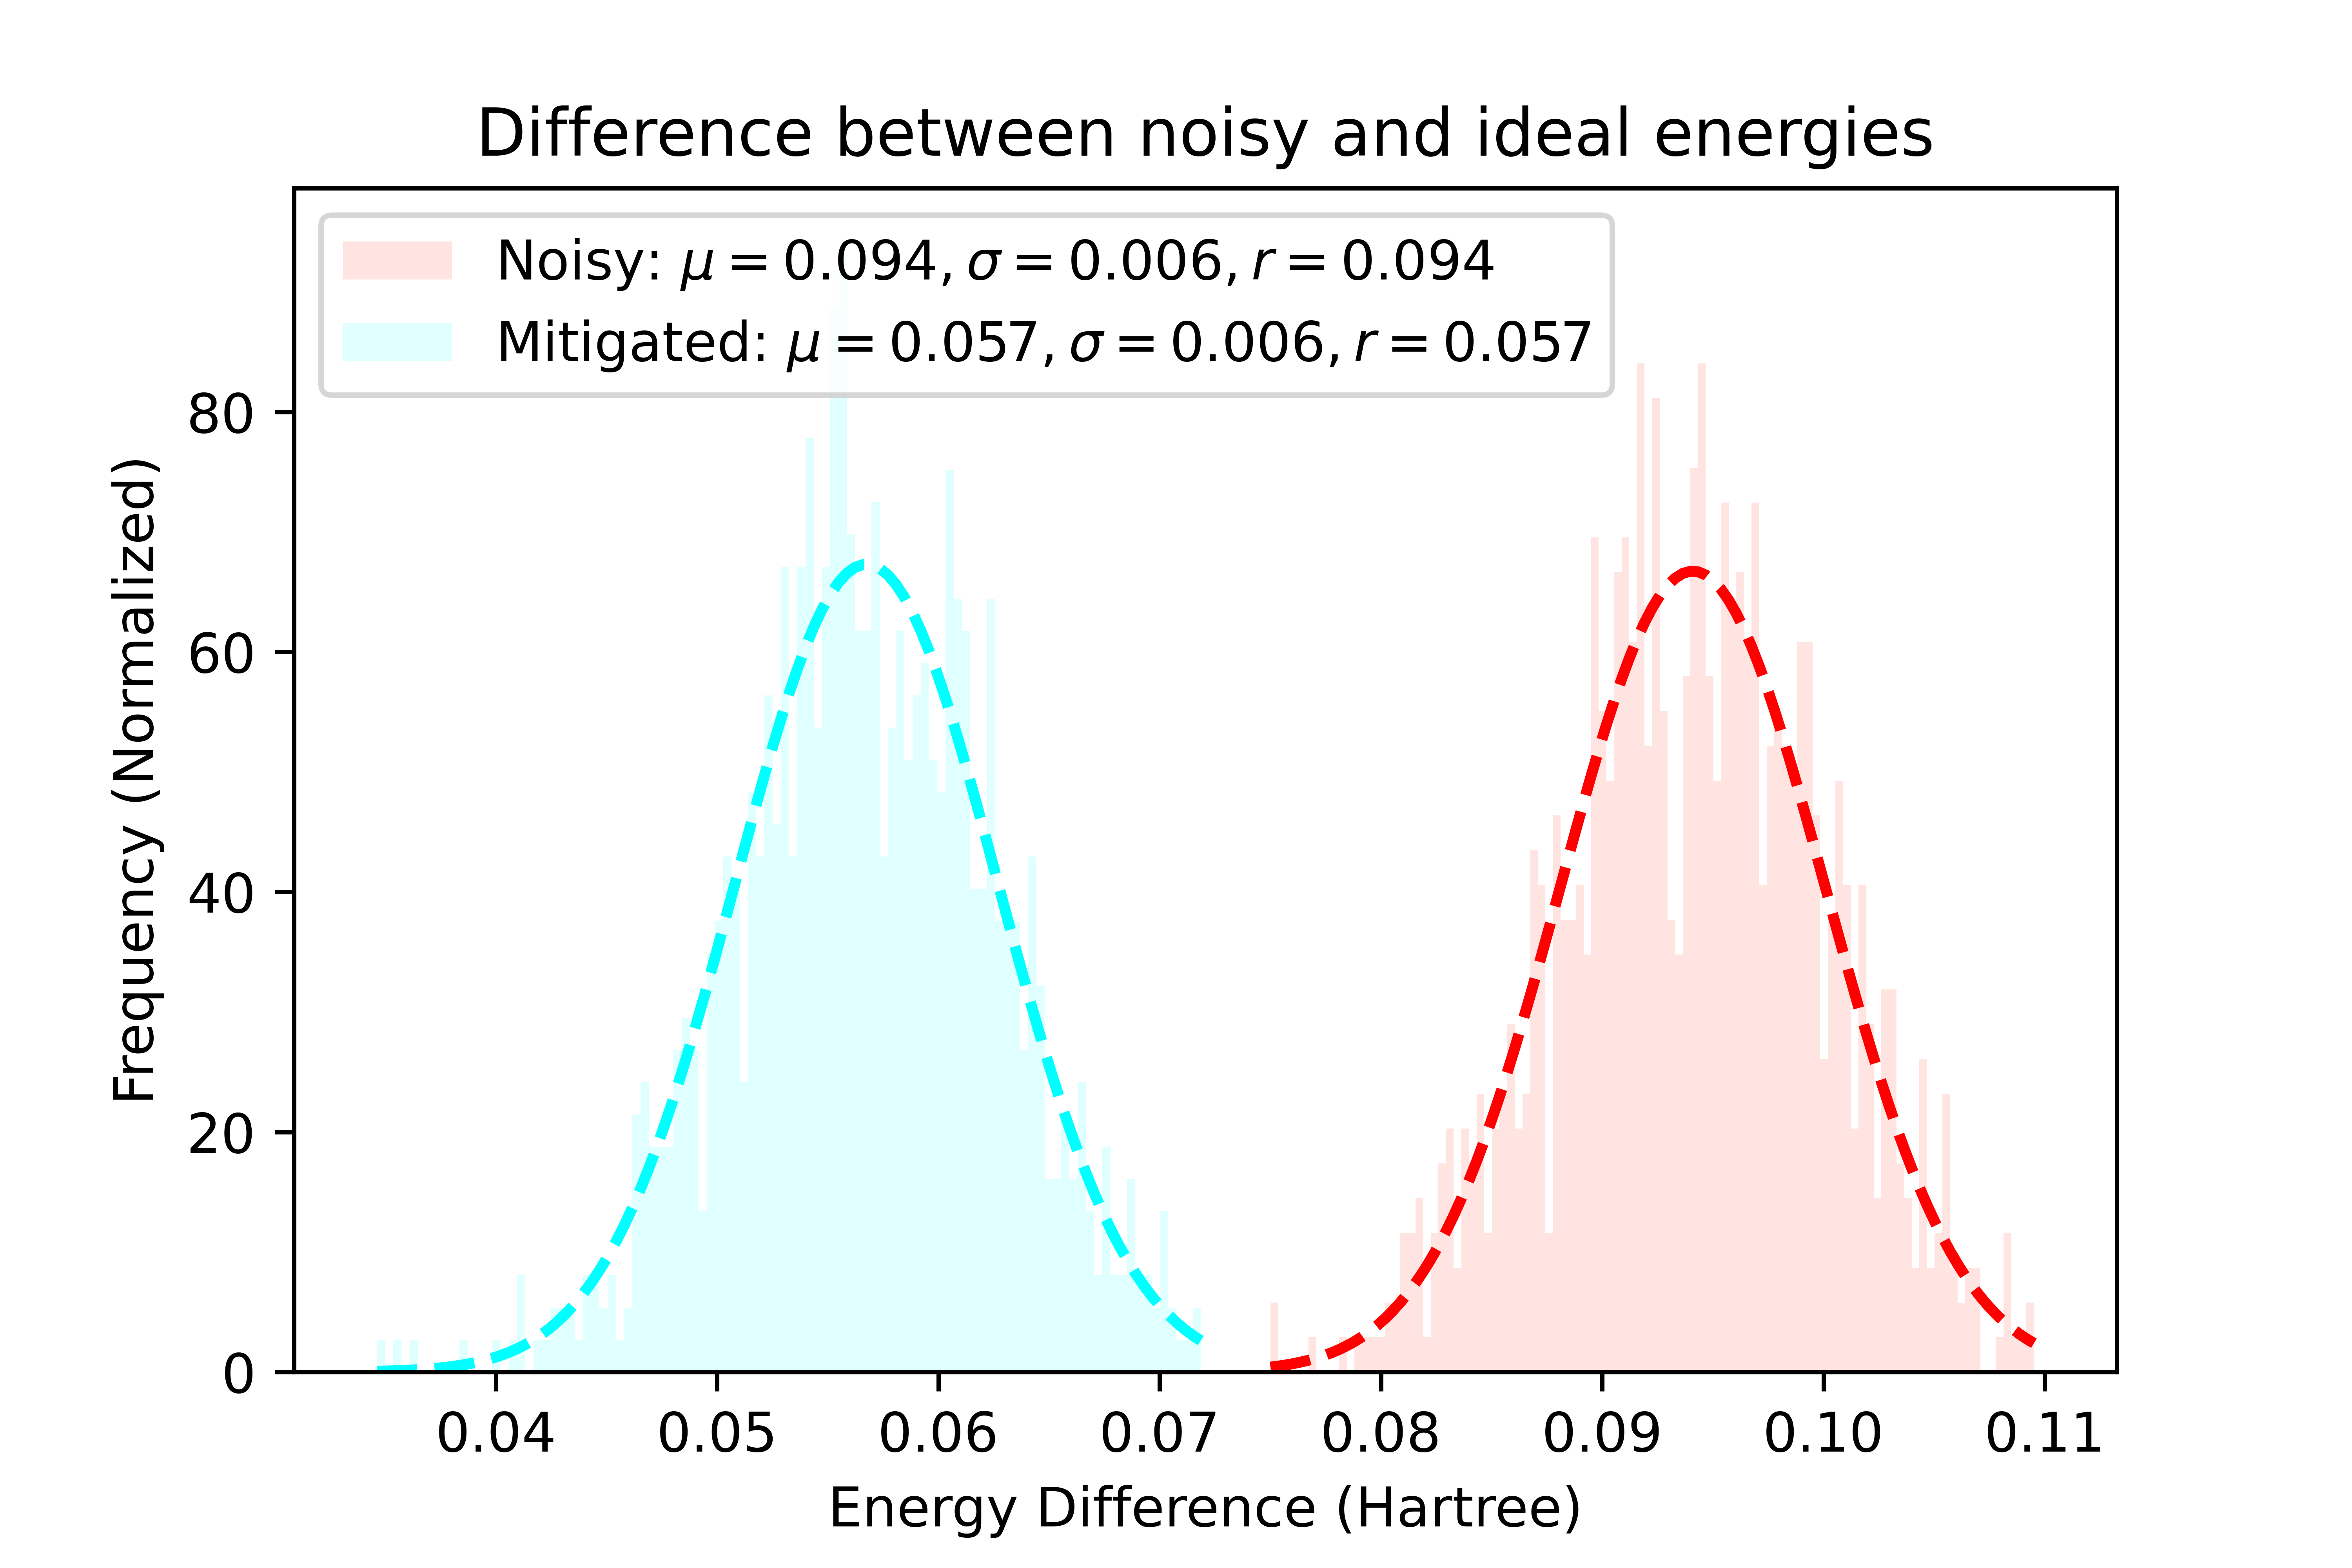 Difference between noisy and ideal energies
Noisy: μ = 0.094, σ = 0.006, r = 0.094
Mitigated: μ = 0.057, σ = 0.006, r = 0.057
Frequency (Normalized)
80
60
40
20
0
0.04 0.05 0.06 0.07 0.08 0.09 0.10 0.11
Energy Difference (Hartree)